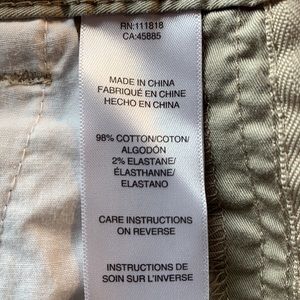 RN:111818
CA:45885
MADE IN CHINA
FABRIQUÉ EN CHINE
HECHO EN CHINA
98% COTTON/COTON/
ALGODÓN
2% ELASTANE/
ÉLASTHANNE/
ELASTANO
CARE INSTRUCTIONS
ON REVERSE
INSTRUCTIONS DE
SOIN SUR L'INVERSE